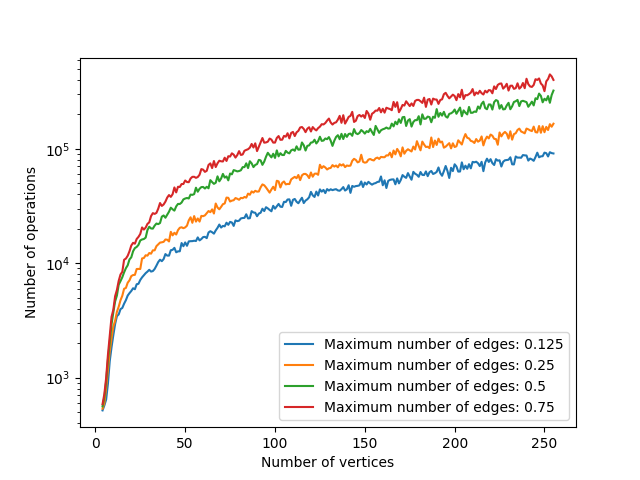 10^5
10^4
10^3
Number of operations
0 50 100 150 200 250
Number of vertices
Maximum number of edges: 0.125
Maximum number of edges: 0.25
Maximum number of edges: 0.5
Maximum number of edges: 0.75